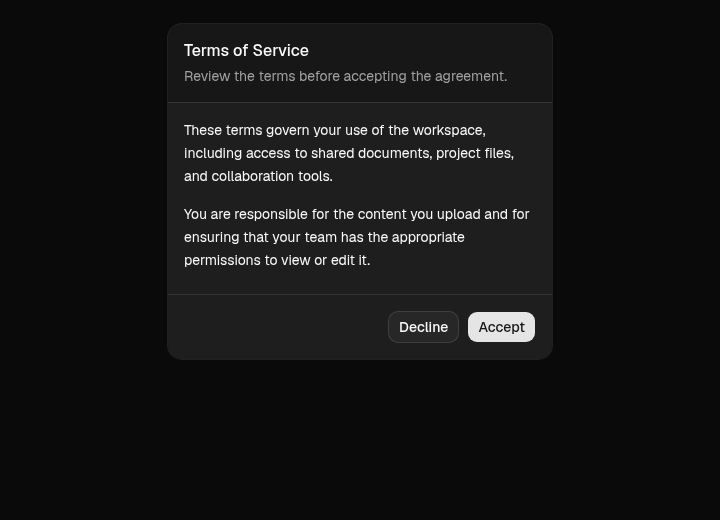 Terms of Service
Review the terms before accepting the agreement.
These terms govern your use of the workspace,
including access to shared documents, project files,
and collaboration tools.
You are responsible for the content you upload and for
ensuring that your team has the appropriate
permissions to view or edit it.
Decline
Accept